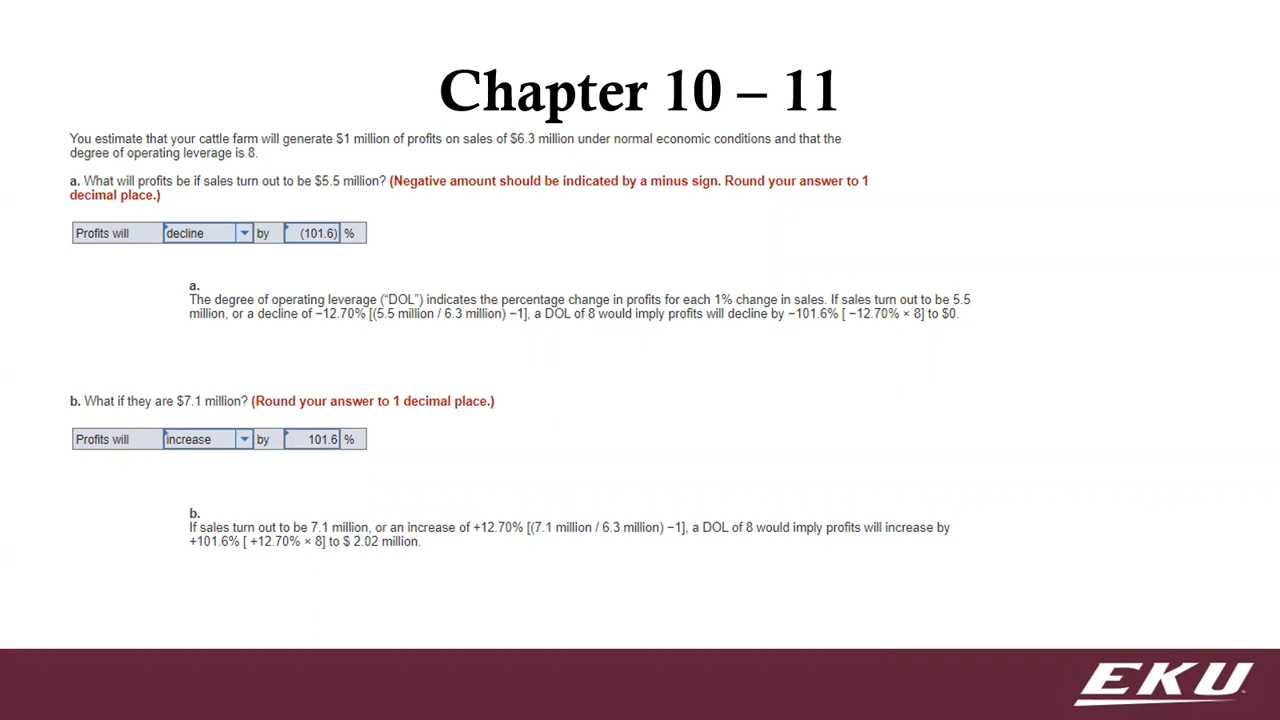 Chapter 10 – 11
You estimate that your cattle farm will generate $1 million of profits on sales of $6.3 million under normal economic conditions and that the
degree of operating leverage is 8.
a. What will profits be if sales turn out to be $5.5 million? (Negative amount should be indicated by a minus sign. Round your answer to 1
decimal place.)
Profits will decline by (101.6) %
a.
The degree of operating leverage (“DOL”) indicates the percentage change in profits for each 1% change in sales. If sales turn out to be 5.5
million, or a decline of −12.70% [(5.5 million / 6.3 million) −1], a DOL of 8 would imply profits will decline by −101.6% [ −12.70% × 8] to $0.
b. What if they are $7.1 million? (Round your answer to 1 decimal place.)
Profits will increase by 101.6 %
b.
If sales turn out to be 7.1 million, or an increase of +12.70% [(7.1 million / 6.3 million) −1], a DOL of 8 would imply profits will increase by
+101.6% [ +12.70% × 8] to $ 2.02 million.
EKU